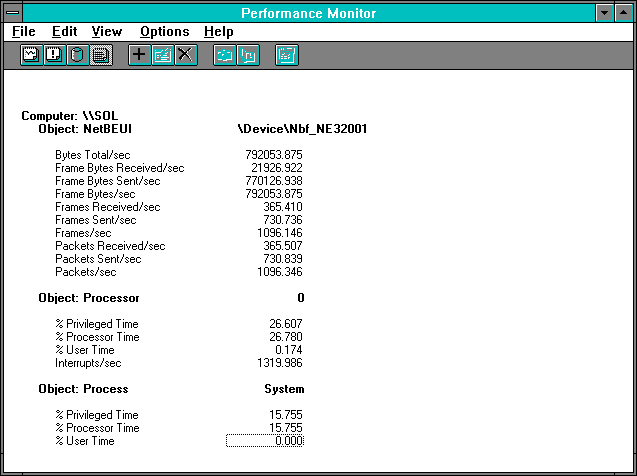 Performance Monitor
File Edit View Options Help
Computer: \\SOL
Object: NetBEUI \Device\Nbf_NE32001
Bytes Total/sec 792053.875
Frame Bytes Received/sec 21926.922
Frame Bytes Sent/sec 770126.938
Frame Bytes/sec 792053.875
Frames Received/sec 365.410
Frames Sent/sec 730.736
Frames/sec 1096.146
Packets Received/sec 365.507
Packets Sent/sec 730.839
Packets/sec 1096.346
Object: Processor 0
% Privileged Time 26.607
% Processor Time 26.780
% User Time 0.174
Interrupts/sec 1319.986
Object: Process System
% Privileged Time 15.755
% Processor Time 15.755
% User Time 0.000